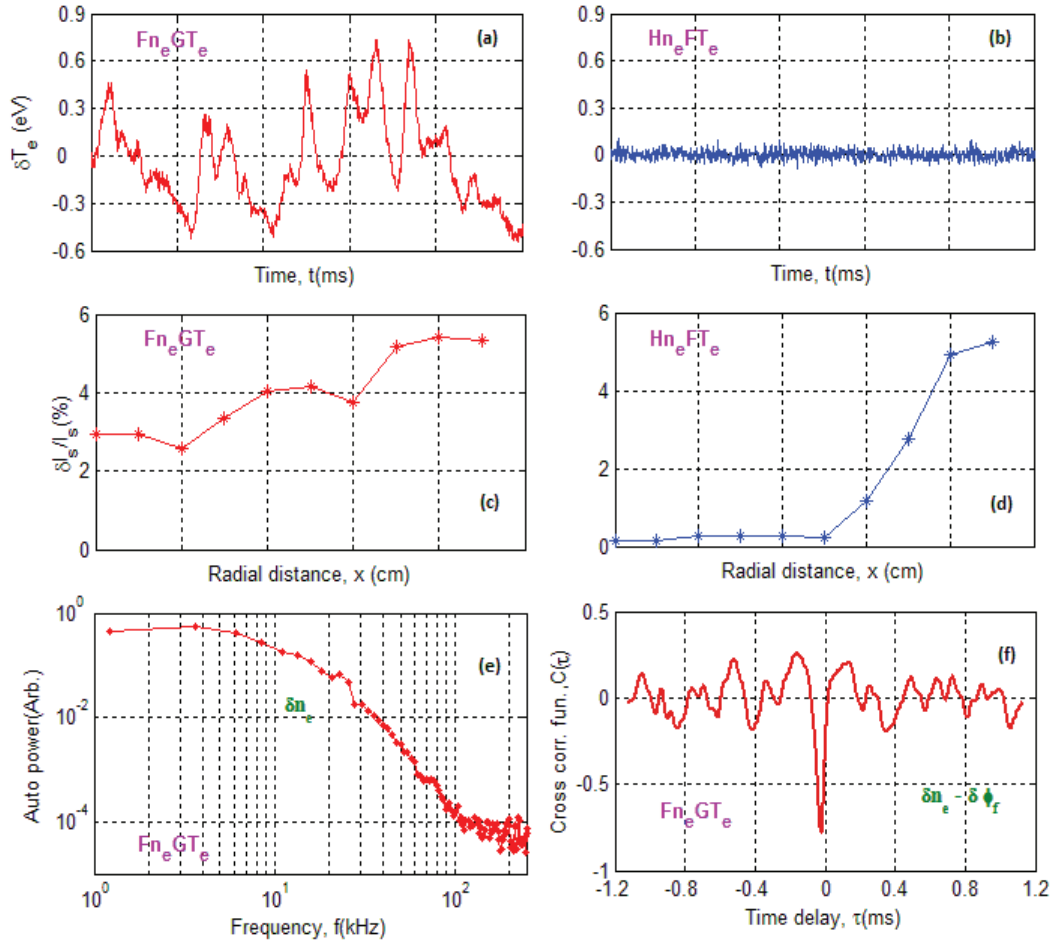 0.9
0.6
0.3
0
-0.3
-0.6
δT_e (eV)
Fn_eGT_e
(a)
Time, t(ms)
0.9
0.6
0.3
0
-0.3
-0.6
Hn_eFT_e
(b)
Time, t(ms)
6
4
2
0
δI_s/I_s(%)
Fn_eGT_e
(c)
Radial distance, x (cm)
6
4
2
0
Hn_eFT_e
(d)
Radial distance, x (cm)
10^0
10^-2
10^-4
Auto power(Arb.)
(e)
δn_e
Fn_eGT_e
10^0
10^1
10^2
Frequency, f(kHz)
0.5
0
-0.5
-1
Cross corr. fun.,C(τ)
(f)
δn_e - δϕ_f
Fn_eGT_e
-1.2
-0.8
-0.4
0
0.4
0.8
1.2
Time delay, τ(ms)